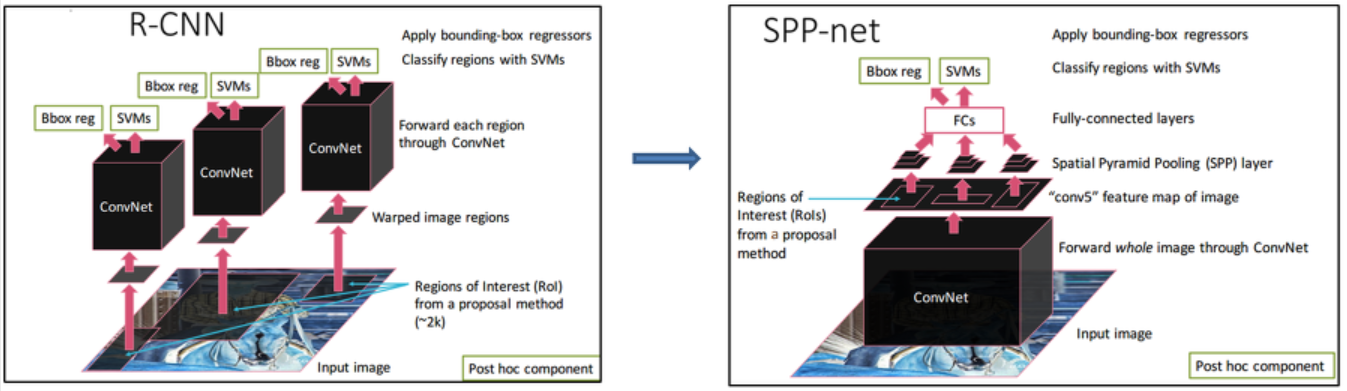 R-CNN
Apply bounding-box regressors
Bbox reg SVMs
Classify regions with SVMs
Bbox reg SVMs
Bbox reg SVMs
ConvNet
Forward each region
through ConvNet
ConvNet
ConvNet
Warped image regions
Regions of Interest (RoI)
from a proposal method
(~2k)
Input image
Post hoc component
SPP-net
Apply bounding-box regressors
Bbox reg SVMs
Classify regions with SVMs
FCs
Fully-connected layers
Spatial Pyramid Pooling (SPP) layer
Regions of
Interest (RoIs)
from a proposal
method
“conv5” feature map of image
Forward whole image through ConvNet
ConvNet
Input image
Post hoc component